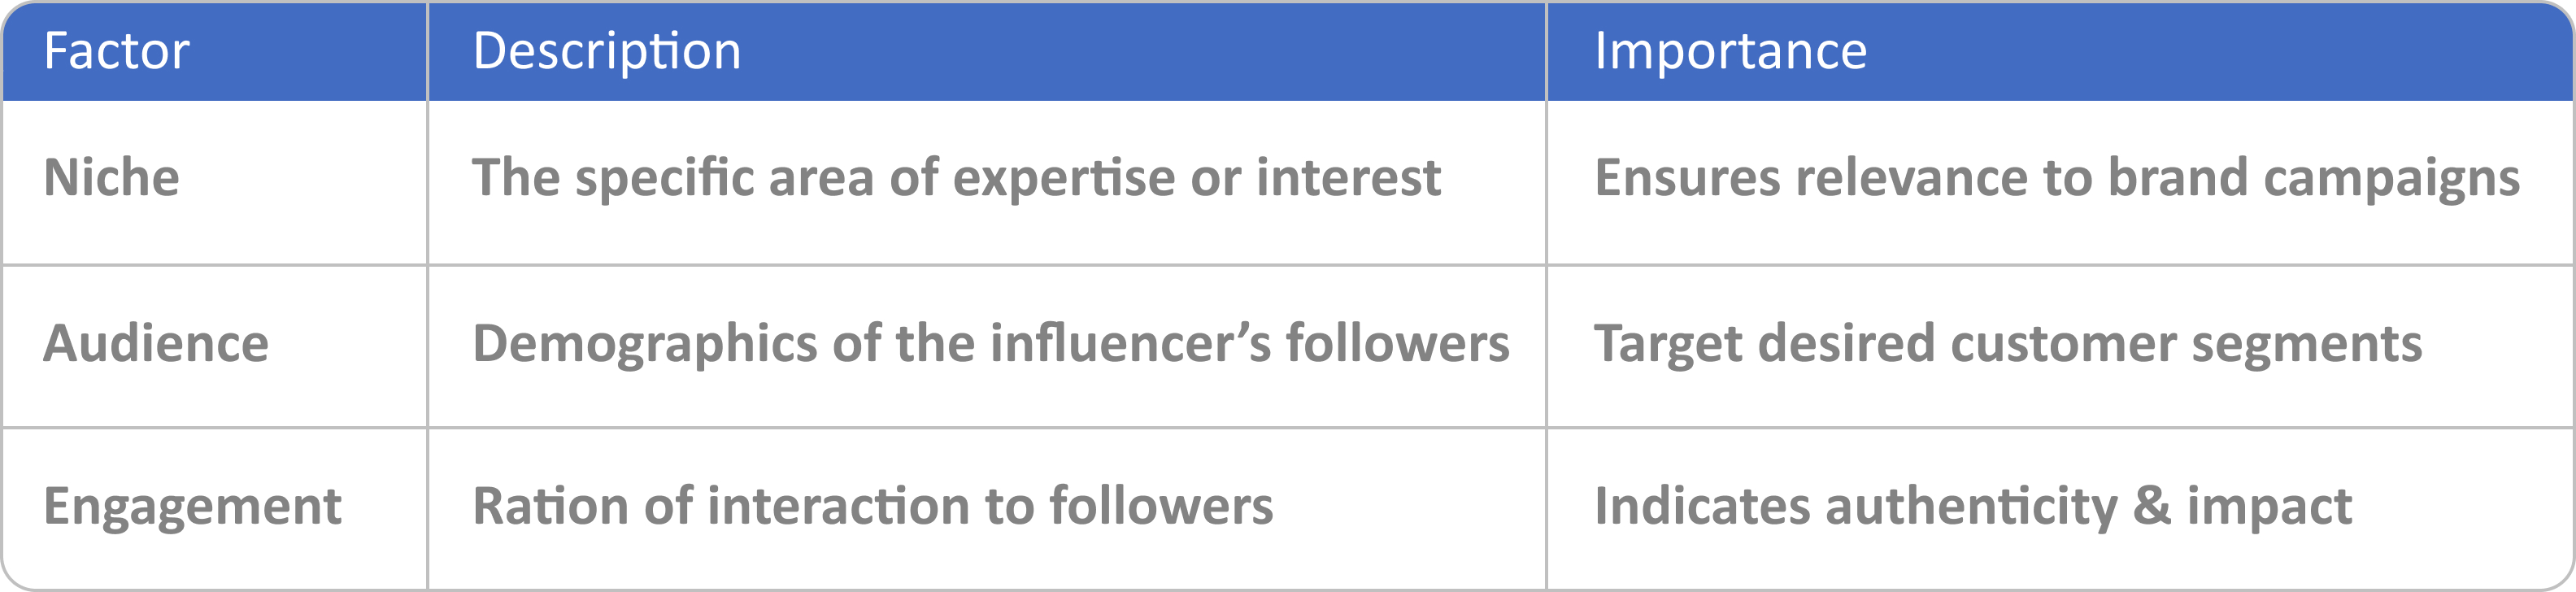 Factor Description Importance
Niche The specific area of expertise or interest Ensures relevance to brand campaigns
Audience Demographics of the influencer’s followers Target desired customer segments
Engagement Ration of interaction to followers Indicates authenticity & impact